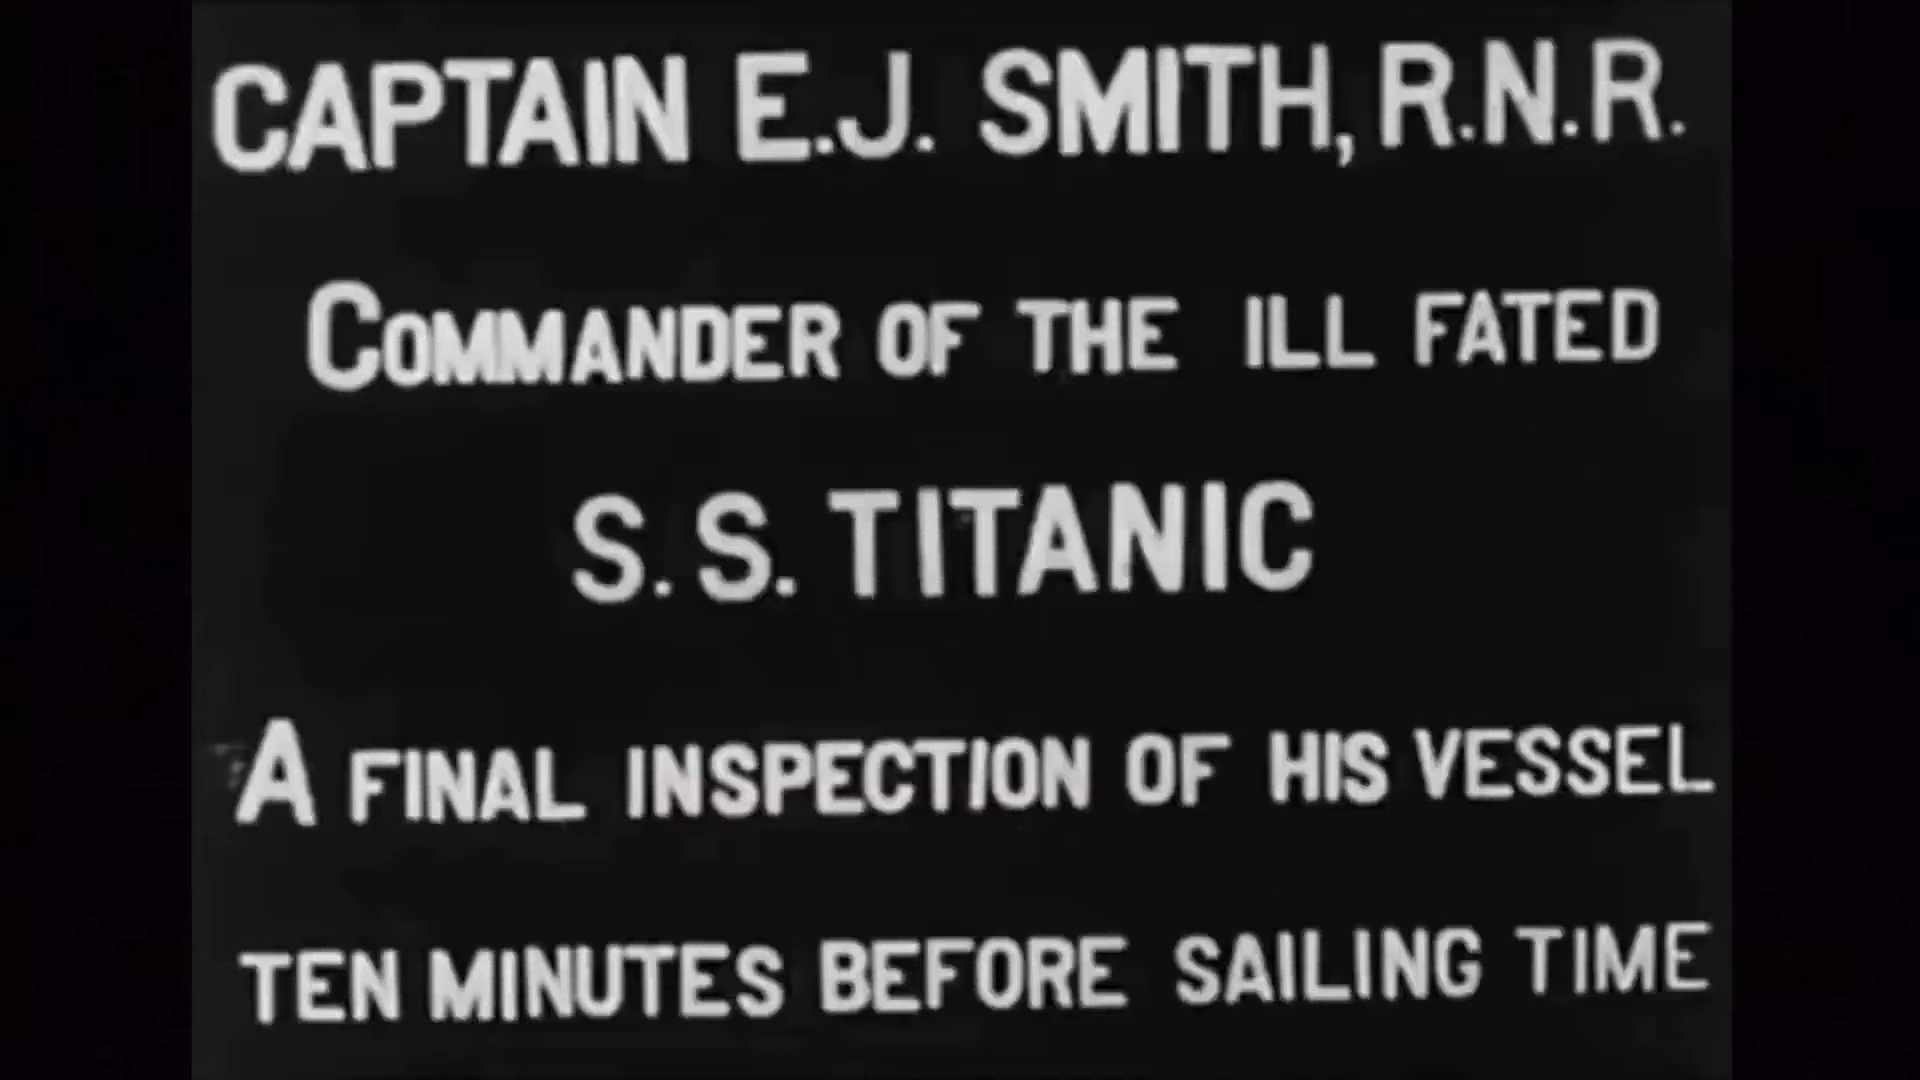 CAPTAIN E.J. SMITH, R.N.R.
COMMANDER OF THE ILL FATED
S.S. TITANIC
A FINAL INSPECTION OF HIS VESSEL
TEN MINUTES BEFORE SAILING TIME